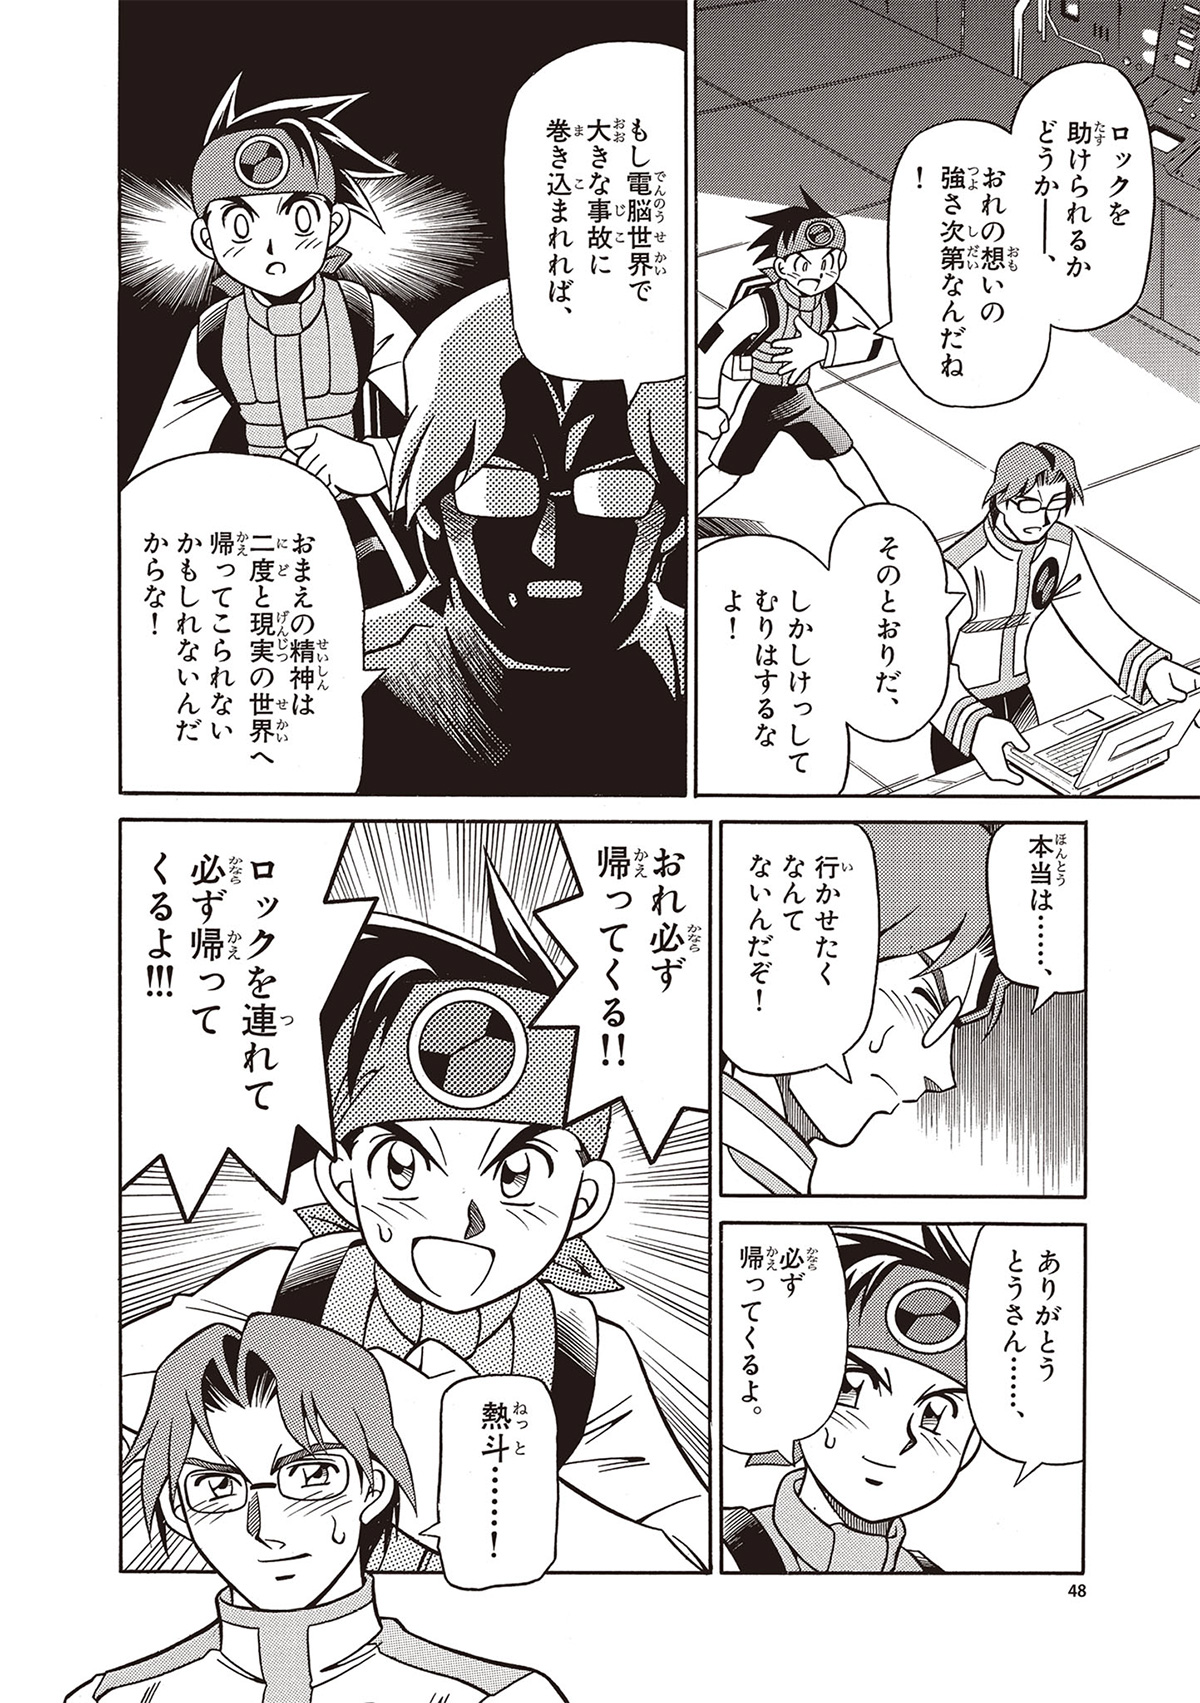 ロックを
助けられるか
どうか――、
おれの想いの
強さ次第なんだね
！
そのとおりだ、
しかしけっして
むりはするな
よ！
もし電脳世界で
大きな事故に
巻き込まれれば、
おまえの精神は
二度と現実の世界へ
帰ってこられない
かもしれないんだ
からな！
本当は……、
行かせたく
なんて
ないんだぞ！
ありがとう
とうさん……、
必ず
帰ってくるよ。
おれ必ず
帰ってくる!!
ロックを連れて
必ず帰って
くるよ!!!
熱斗……！
48